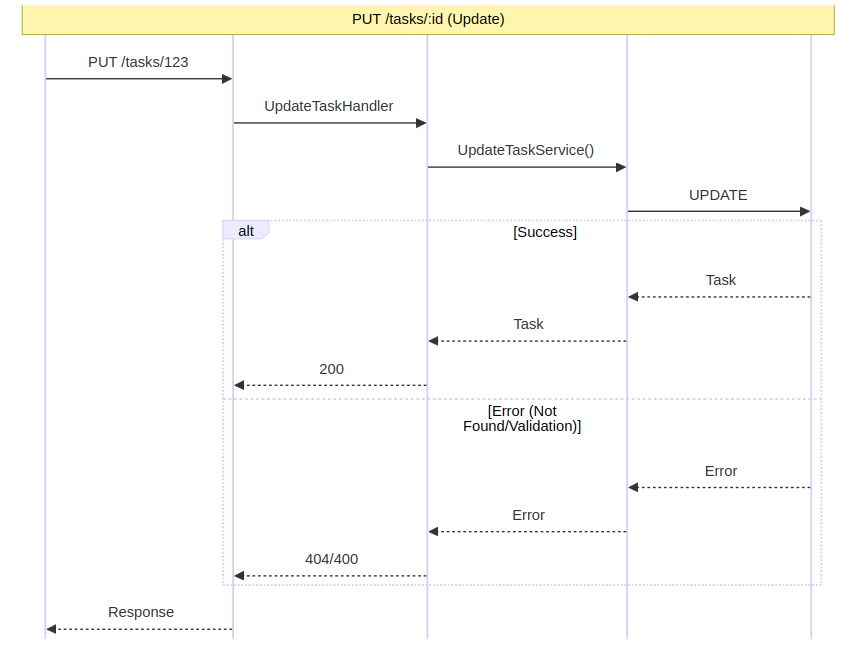 PUT /tasks/:id (Update)
PUT /tasks/123
UpdateTaskHandler
UpdateTaskService()
UPDATE
alt
[Success]
Task
Task
200
[Error (Not
Found/Validation)]
Error
Error
404/400
Response